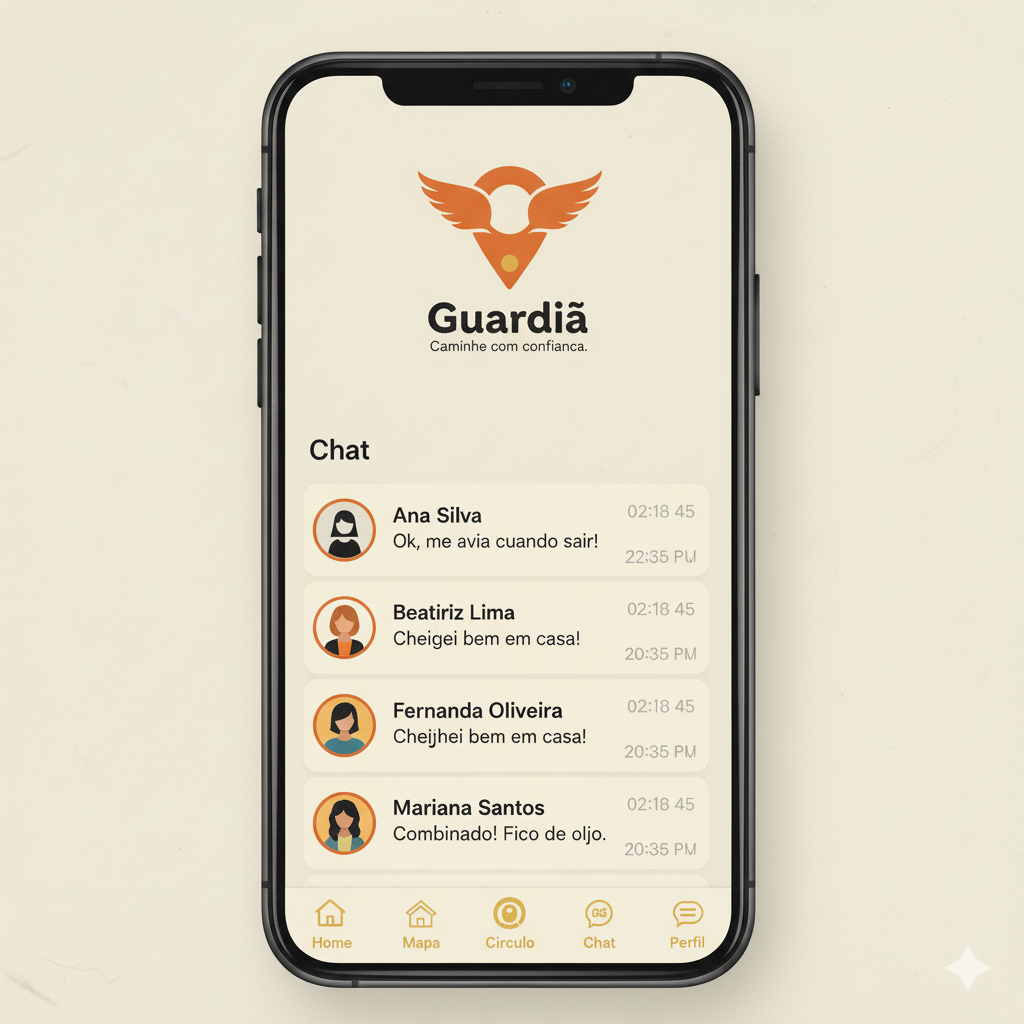 Guardiã
Caminhe com confianca.
Chat
Ana Silva
02:18 45
Ok, me avia cuando sair!
22:35 PM
Beatiriz Lima
02:18 45
Cheigei bem em casa!
20:35 PM
Fernanda Oliveira
02:18 45
Cheijhei bem em casa!
20:35 PM
Mariana Santos
02:18 45
Combinado! Fico de oljo.
20:35 PM
Home
Mapa
Circulo
Chat
Perfil